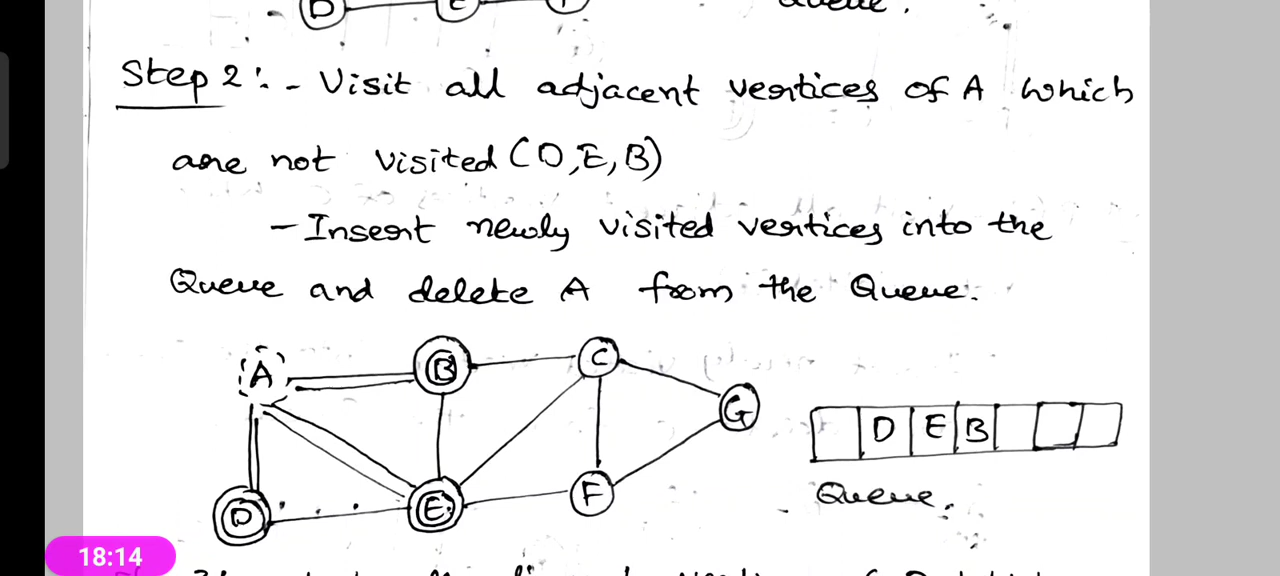 Queue.
Step 2:- Visit all adjacent vertices of A which
are not visited (D,E,B)
- Insert newly visited vertices into the
Queue and delete A from the Queue.
A B C
G
D E B
D E F
Queue.
18:14